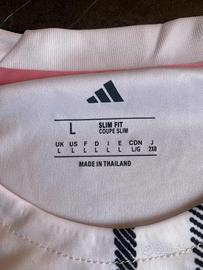 L
SLIM FIT
COUPE SLIM
UK US F D I E CDN J
L L L L L L L/G 2XO
MADE IN THAILAND